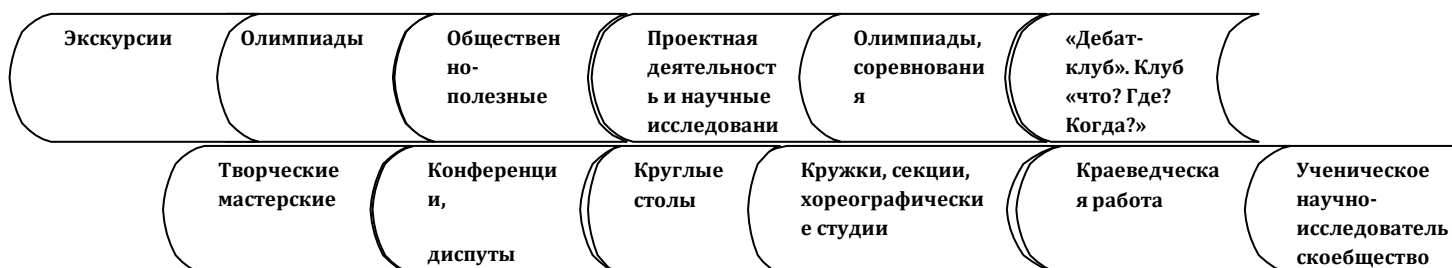 Экскурсии
Олимпиады
Обществен
но-
полезные
Проектная
деятельност
ь и научные
исследовани
Олимпиады,
соревновани
я
«Дебат-
клуб». Клуб
«что? Где?
Когда?»
Творческие
мастерские
Конференци
и,
диспуты
Круглые
столы
Кружки, секции,
хореографически
е студии
Краеведческа
я работа
Ученическое
научно-
исследователь
скоебщество